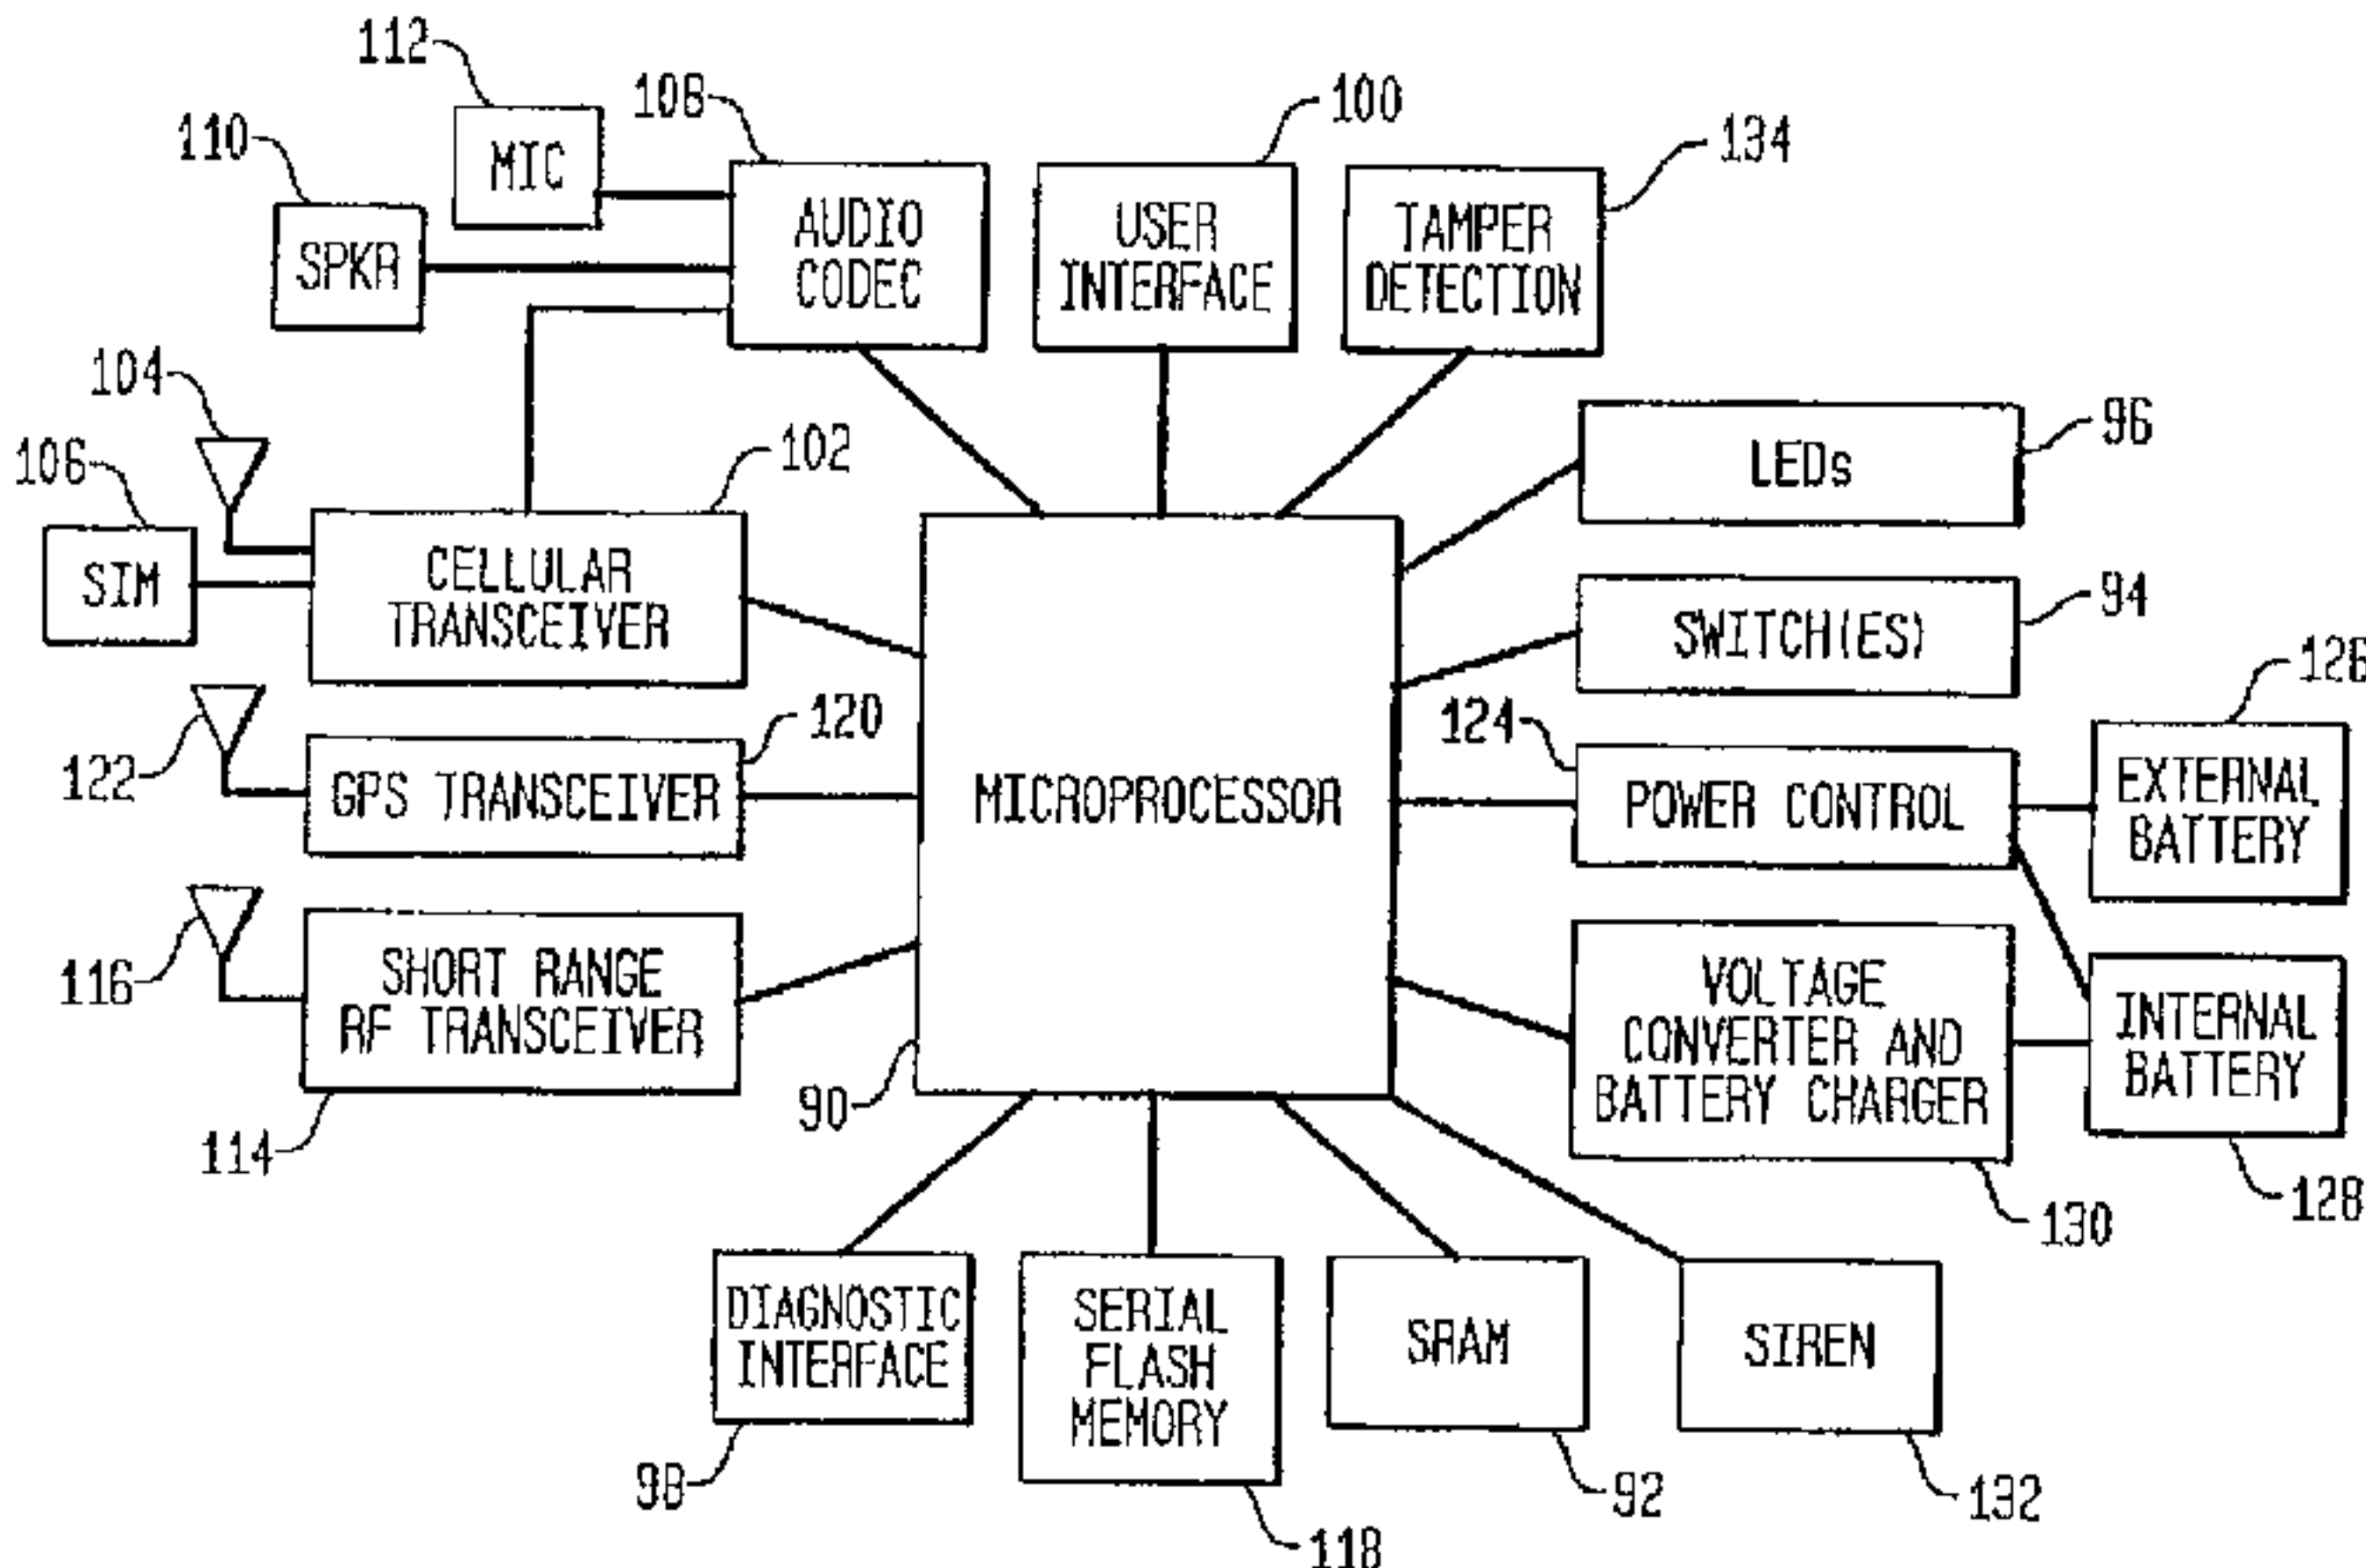 112
108
100
134
110
MIC
SPKR
AUDIO
CODEC
USER
INTERFACE
TAMPER
DETECTION
104
106
102
96
LEDs
SIM
CELLULAR
TRANSCEIVER
94
SWITCH(ES)
126
122
120
124
GPS TRANSCEIVER
MICROPROCESSOR
POWER CONTROL
EXTERNAL
BATTERY
116
SHORT RANGE
RF TRANSCEIVER
VOLTAGE
CONVERTER AND
BATTERY CHARGER
INTERNAL
BATTERY
114
90
130
128
DIAGNOSTIC
INTERFACE
SERIAL
FLASH
MEMORY
SRAM
SIREN
98
118
92
132